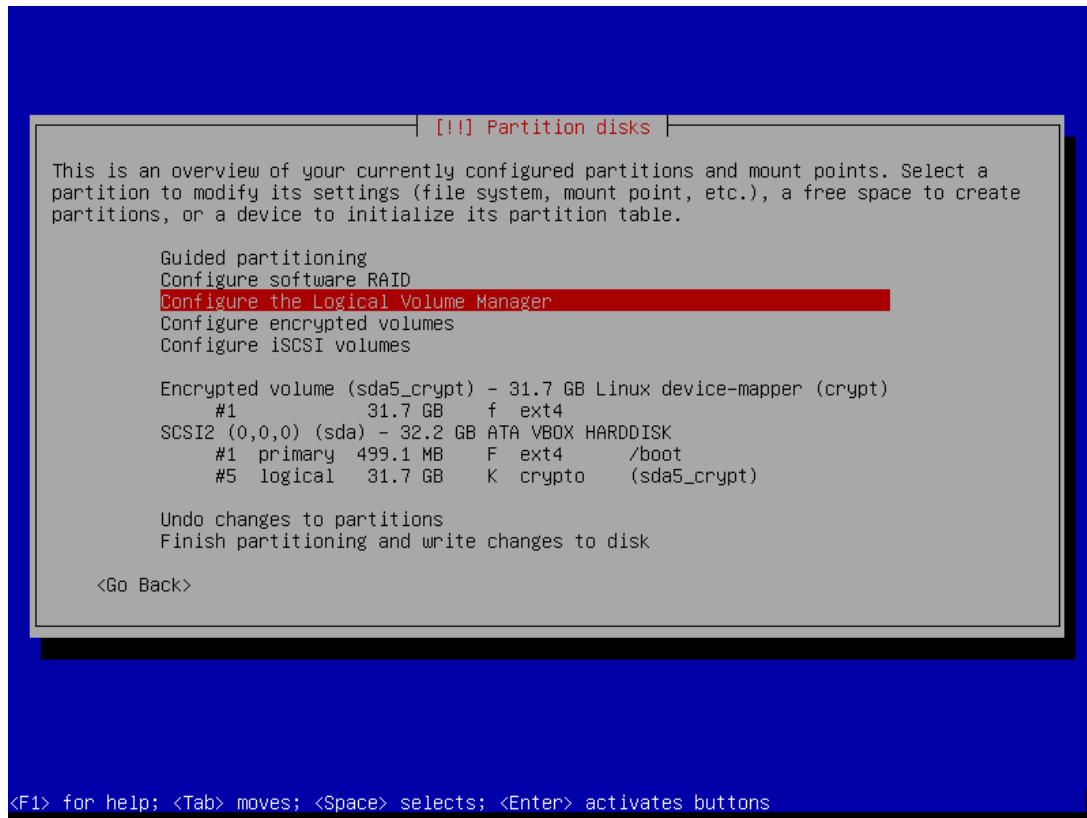 [!!] Partition disks
This is an overview of your currently configured partitions and mount points. Select a
partition to modify its settings (file system, mount point, etc.), a free space to create
partitions, or a device to initialize its partition table.
Guided partitioning
Configure software RAID
Configure the Logical Volume Manager
Configure encrypted volumes
Configure iSCSI volumes
Encrypted volume (sda5_crypt) - 31.7 GB Linux device-mapper (crypt)
#1 31.7 GB f ext4
SCSI2 (0,0,0) (sda) - 32.2 GB ATA VBOX HARDDISK
#1 primary 499.1 MB F ext4 /boot
#5 logical 31.7 GB K crypto (sda5_crypt)
Undo changes to partitions
Finish partitioning and write changes to disk
<Go Back>
<F1> for help; <Tab> moves; <Space> selects; <Enter> activates buttons